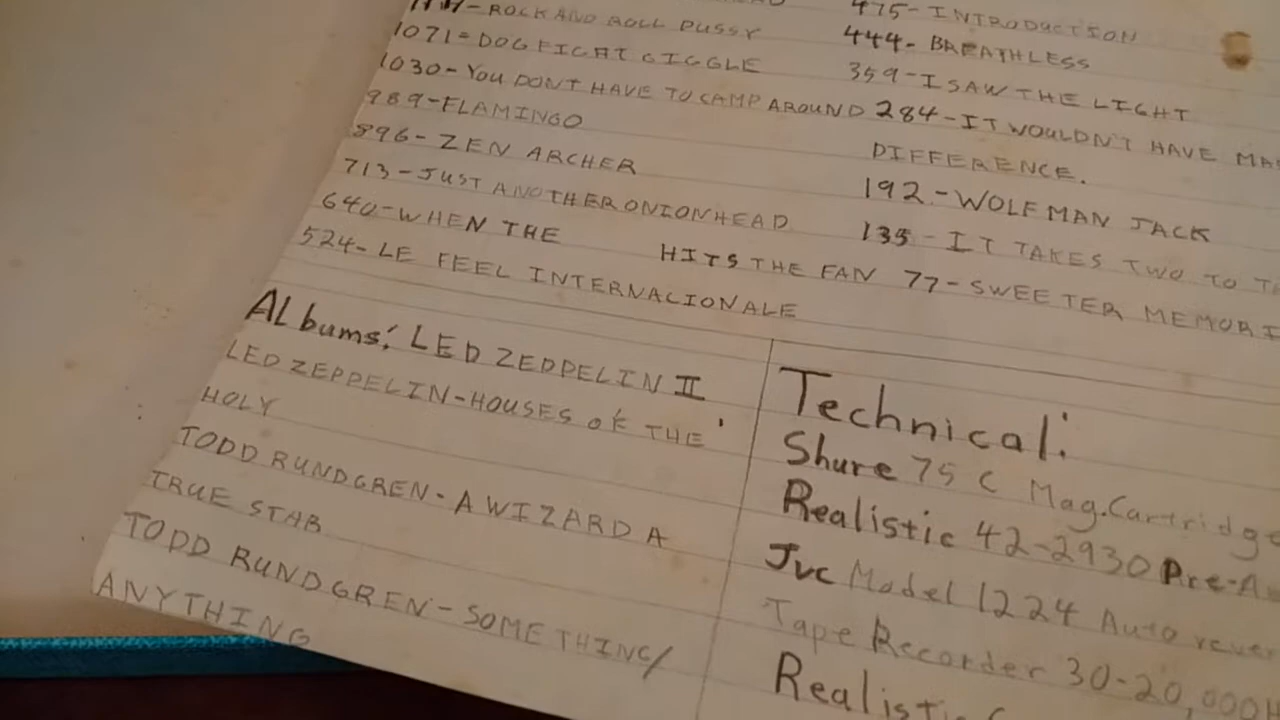 ROCK AND ROLL PUSSY
1071-DOG FIGHT GIGGLE
1030-YOU DONT HAVE TO CAMP AROUND
989-FLAMINGO
896-ZEN ARCHER
713-JUST ANOTHER ONIONHEAD
640-WHEN THE HITS THE FAN
524-LE FEEL INTERNACIONALE
475-INTRODUCTION
444-BREATHLESS
359-I SAW THE LIGHT
284-IT WOULDN'T HAVE
DIFFERENCE.
192-WOLFMAN JACK
135-IT TAKES TWO TO
77-SWEETER
Albums: LED ZEPPELIN II,
LED ZEPPELIN-HOUSES of THE
HOLY
TODD RUNDGREN-A WIZARD A
TRUE STAR
TODD RUNDGREN-SOMETHING/
ANYTHING
Technical:
Shure 75 C Mag. Cartridge
Realistic 42-2930
JVC Model 1224 Auto
Tape Recorder 30-20,000
Realistic